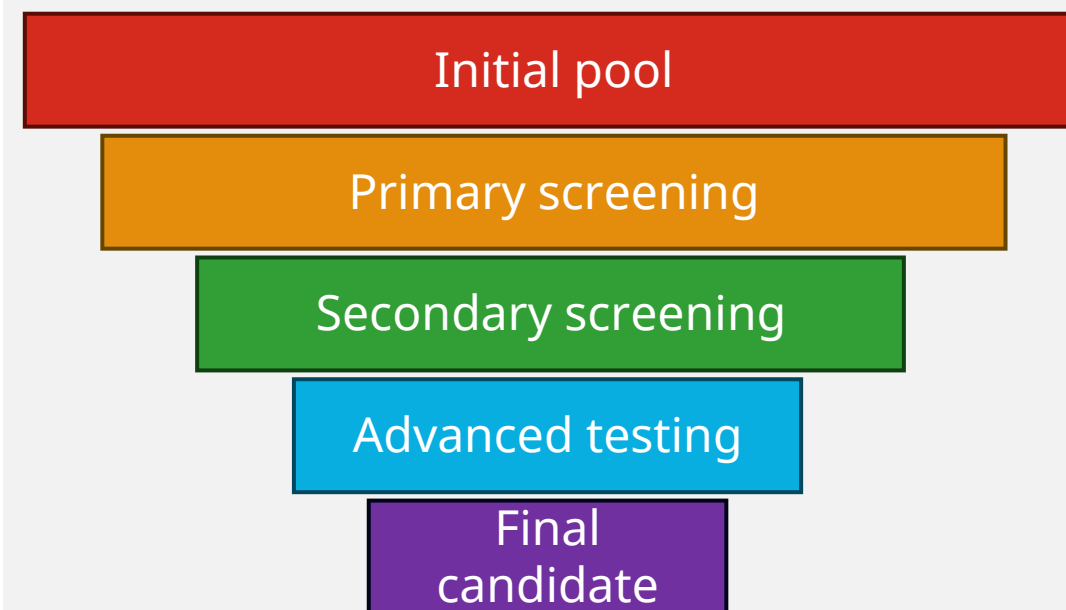 Initial pool
Primary screening
Secondary screening
Advanced testing
Final
candidate